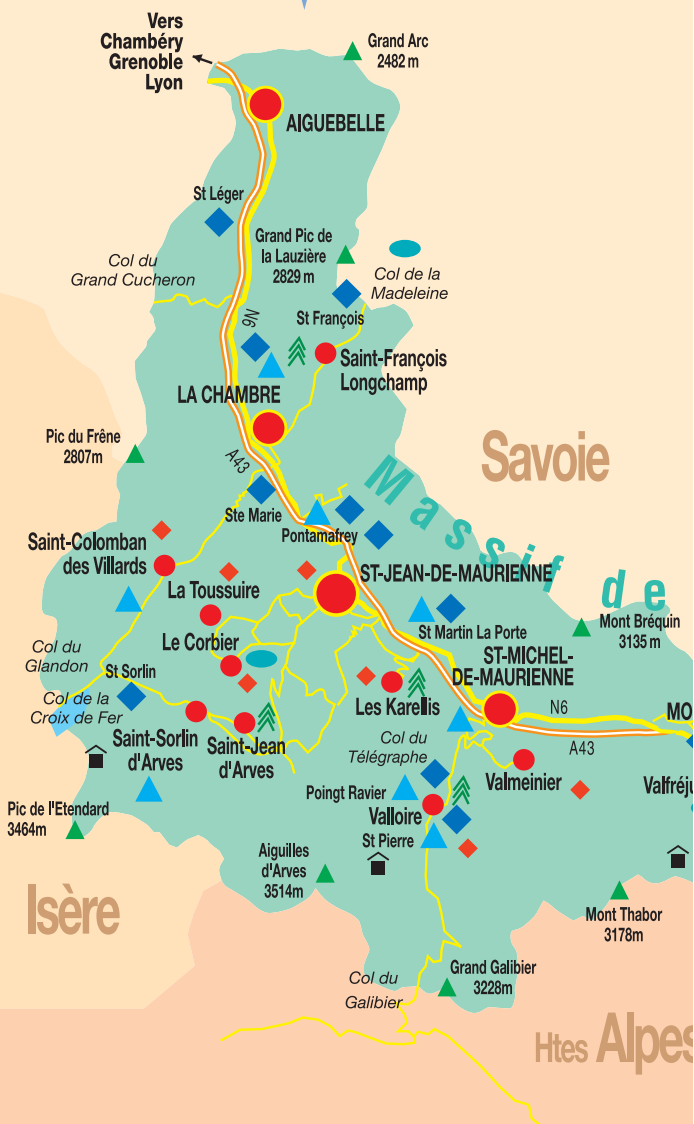 Vers
Chambéry
Grenoble
Lyon
Grand Arc
2482 m
AIGUEBELLE
St Léger
Grand Pic de
la Lauzière
2829 m
Col du
Grand Cucheron
Col de la
Madeleine
N6
St François
Saint-François
Longchamp
LA CHAMBRE
Pic du Frêne
2807m
A43
Savoie
Massif de
Ste Marie
Pontamafrey
Saint-Colomban
des Villards
La Toussuire
ST-JEAN-DE-MAURIENNE
Le Corbier
St Martin La Porte
Mont Bréquin
3135 m
Col du
Glandon
St Sorlin
ST-MICHEL-
DE-MAURIENNE
Col de la
Croix de Fer
Les Karellis
N6
MO
Saint-Sorlin
d'Arves
Saint-Jean
d'Arves
Col du
Télégraphe
A43
Valmeinier
Valfréju
Poingt Ravier
Valloire
Pic de l'Etendard
3464m
St Pierre
Aiguilles
d'Arves
3514m
Isère
Mont Thabor
3178m
Col du
Galibier
Grand Galibier
3228m
Htes Alpes